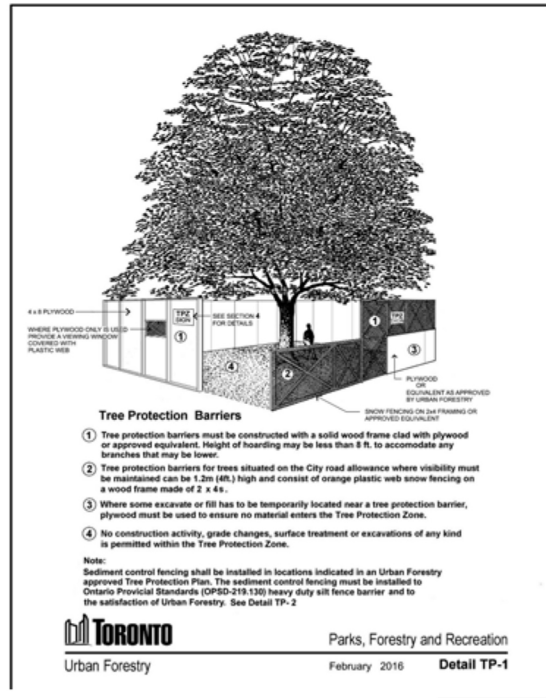 4 x 8 PLYWOOD
WHERE PLYWOOD ONLY IS USED
PROVIDE A VIEWING WINDOW
COVERED WITH
PLASTIC WEB
TPZ
SIGN
SEE SECTION 4
FOR DETAILS
1
4
2
1
TPZ
SIGN
3
PLYWOOD
OR
EQUIVALENT AS APPROVED
BY URBAN FORESTRY
SNOW FENCING ON 2x4 FRAMING OR
APPROVED EQUIVALENT
Tree Protection Barriers
1 Tree protection barriers must be constructed with a solid wood frame clad with plywood
or approved equivalent. Height of hoarding may be less than 8 ft. to accomodate any
branches that may be lower.
2 Tree protection barriers for trees situated on the City road allowance where visibility must
be maintained can be 1.2m (4ft.) high and consist of orange plastic web snow fencing on
a wood frame made of 2 x 4s.
3 Where some excavate or fill has to be temporarily located near a tree protection barrier,
plywood must be used to ensure no material enters the Tree Protection Zone.
4 No construction activity, grade changes, surface treatment or excavations of any kind
is permitted within the Tree Protection Zone.
Note:
Sediment control fencing shall be installed in locations indicated in an Urban Forestry
approved Tree Protection Plan. The sediment control fencing must be installed to
Ontario Provicial Standards (OPSD-219.130) heavy duty silt fence barrier and to
the satisfaction of Urban Forestry. See Detail TP- 2
TORONTO
Parks, Forestry and Recreation
Urban Forestry
February 2016
Detail TP-1